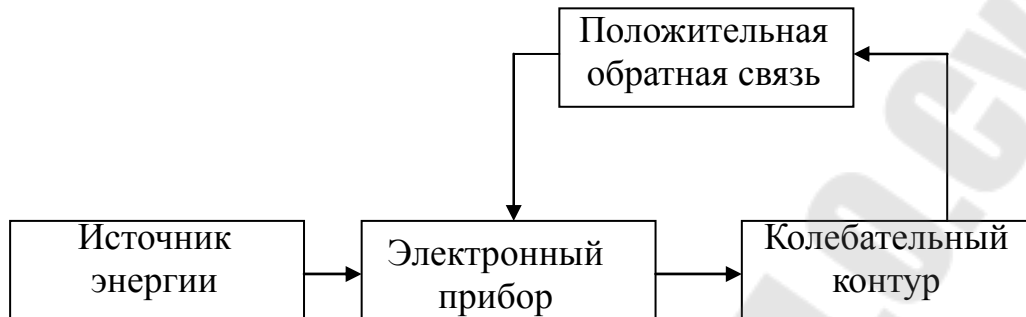 Положительная
обратная связь
Источник
энергии
Электронный
прибор
Колебательный
контур